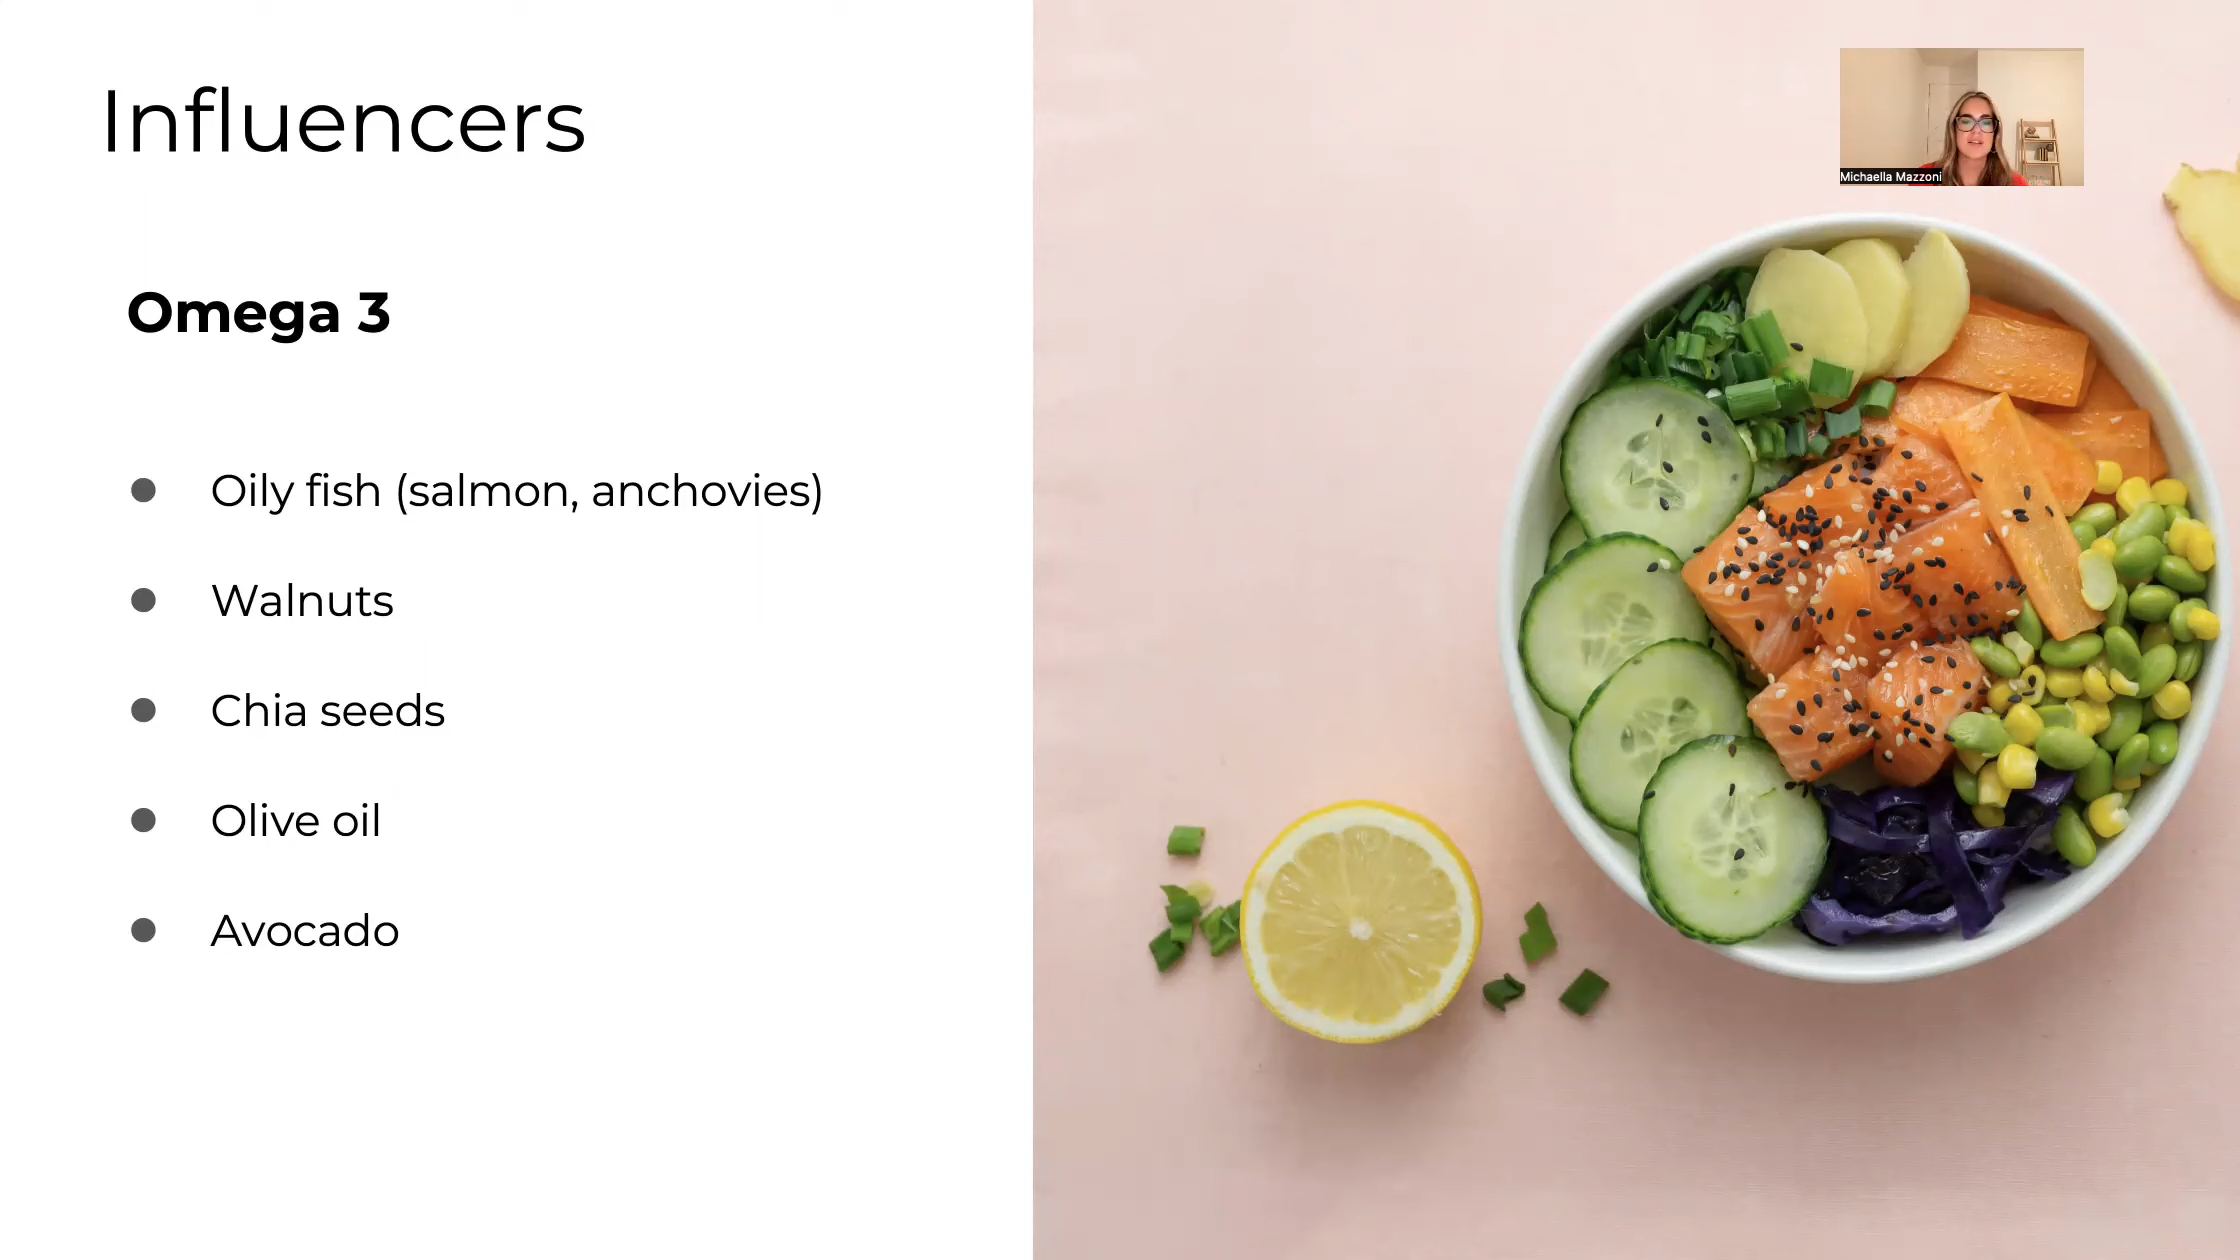 Influencers
Michaella Mazzoni
Omega 3
Oily fish (salmon, anchovies)
Walnuts
Chia seeds
Olive oil
Avocado